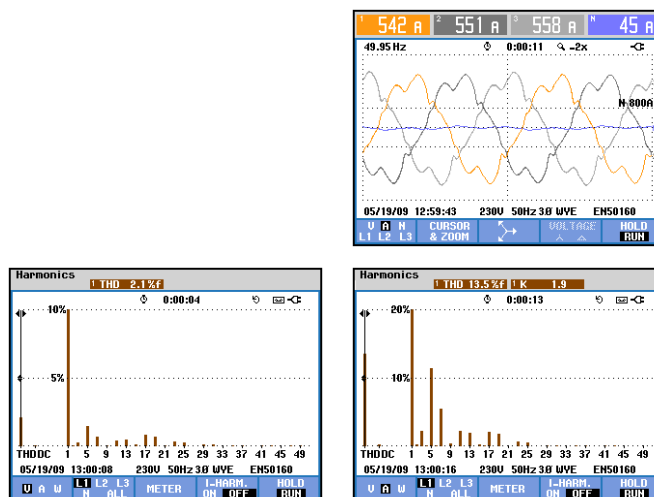 1 542 A 2 551 A 3 558 A N 45 A
49.95 Hz 0:00:11 -2x
N 800A
05/19/09 12:59:43 230V 50Hz 3Ø WYE EN50160
V A N CURSOR VOLTAGE HOLD
L1 L2 L3 & ZOOM RUN
Harmonics
1 THD 2.1%f
0:00:04
10%
5%
THDDC 1 5 9 13 17 21 25 29 33 37 41 45 49
05/19/09 13:00:08 230V 50Hz 3Ø WYE EN50160
V A W L1 L2 L3 METER I-HARM. HOLD
N ALL ON OFF RUN
Harmonics
1 THD 13.5%f 1 K 1.9
0:00:13
20%
10%
THDDC 1 5 9 13 17 21 25 29 33 37 41 45 49
05/19/09 13:00:16 230V 50Hz 3Ø WYE EN50160
V A W L1 L2 L3 METER I-HARM. HOLD
N ALL ON OFF RUN